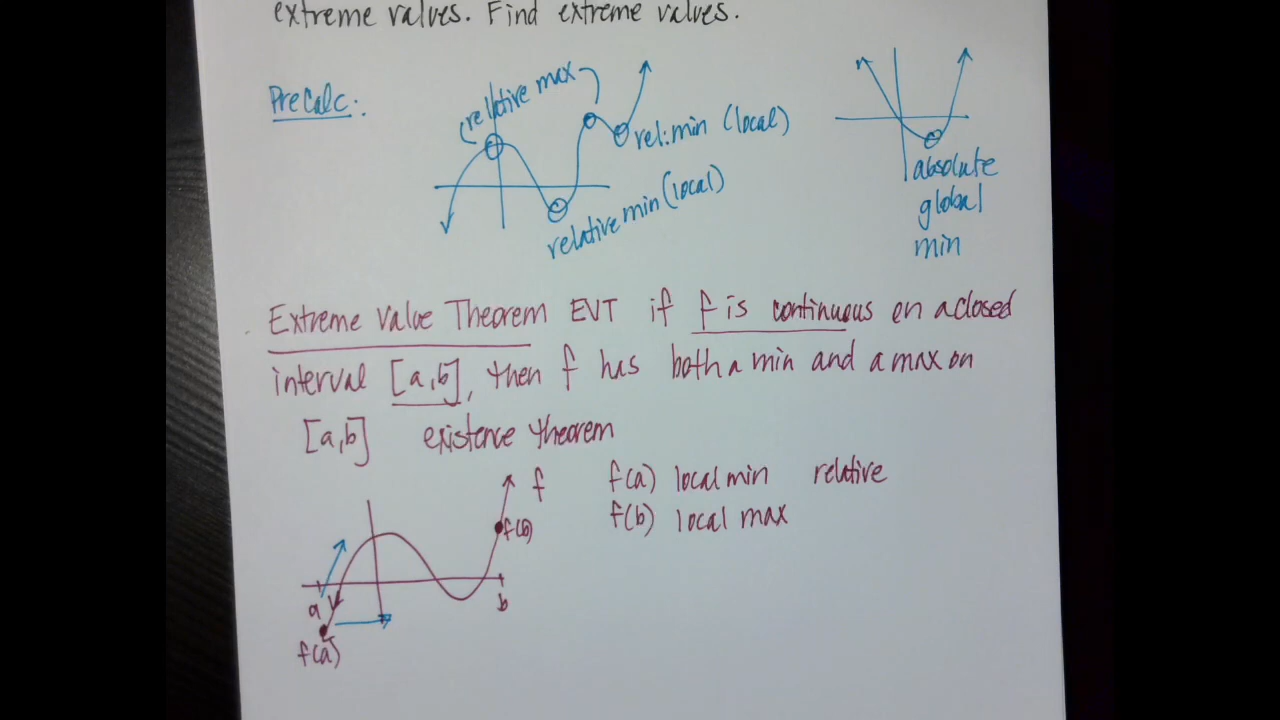 extreme values. Find extreme values.
PreCalc:
relative max
rel. min (local)
relative min (local)
absolute
global
min
Extreme Value Theorem EVT if f is continuous on a closed
interval [a,b], then f has both a min and a max on
[a,b] existence theorem
f(a) local min relative
f(b) local max
f
f(b)
a
b
f(a)